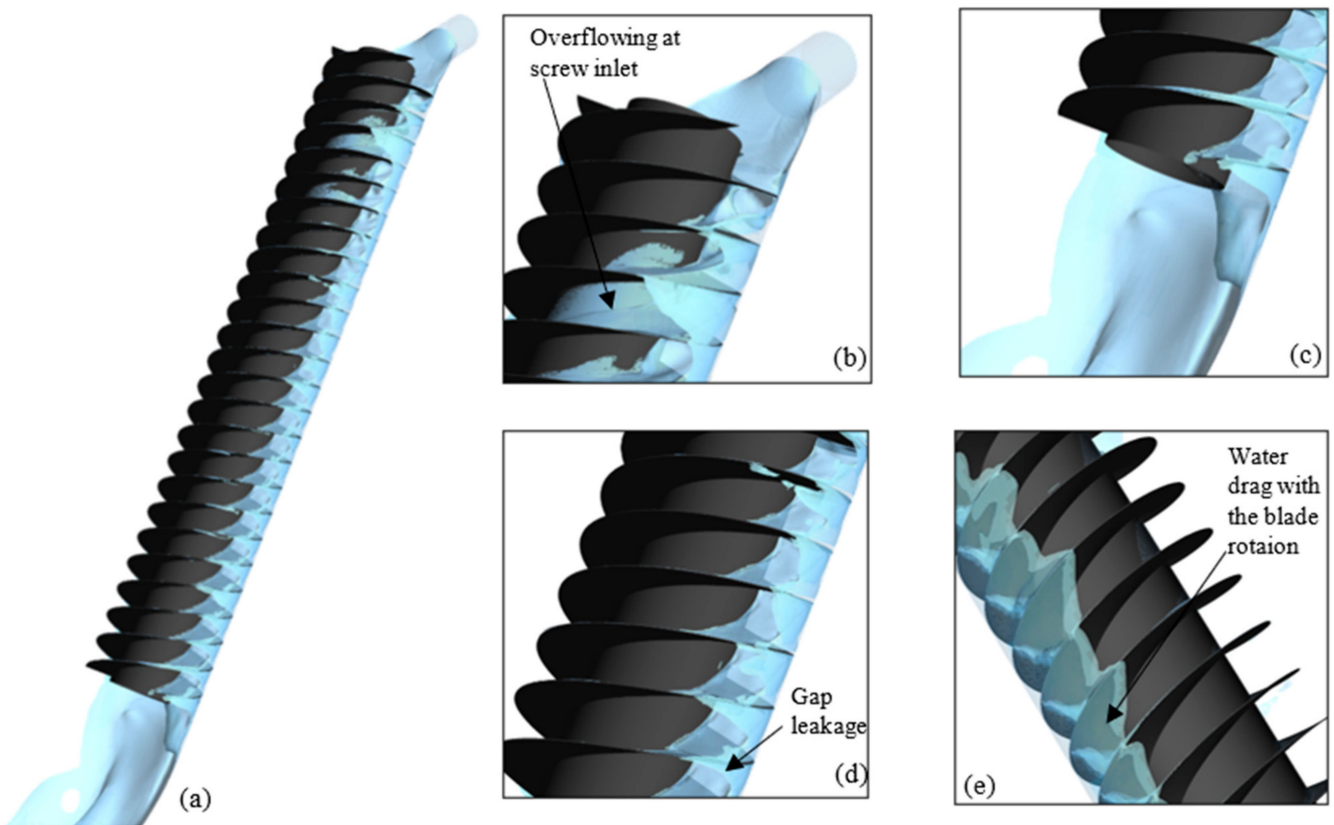 Overflowing at
screw inlet
(b)
(c)
(a)
Gap
leakage
(d)
Water
drag with
the blade
rotaion
(e)